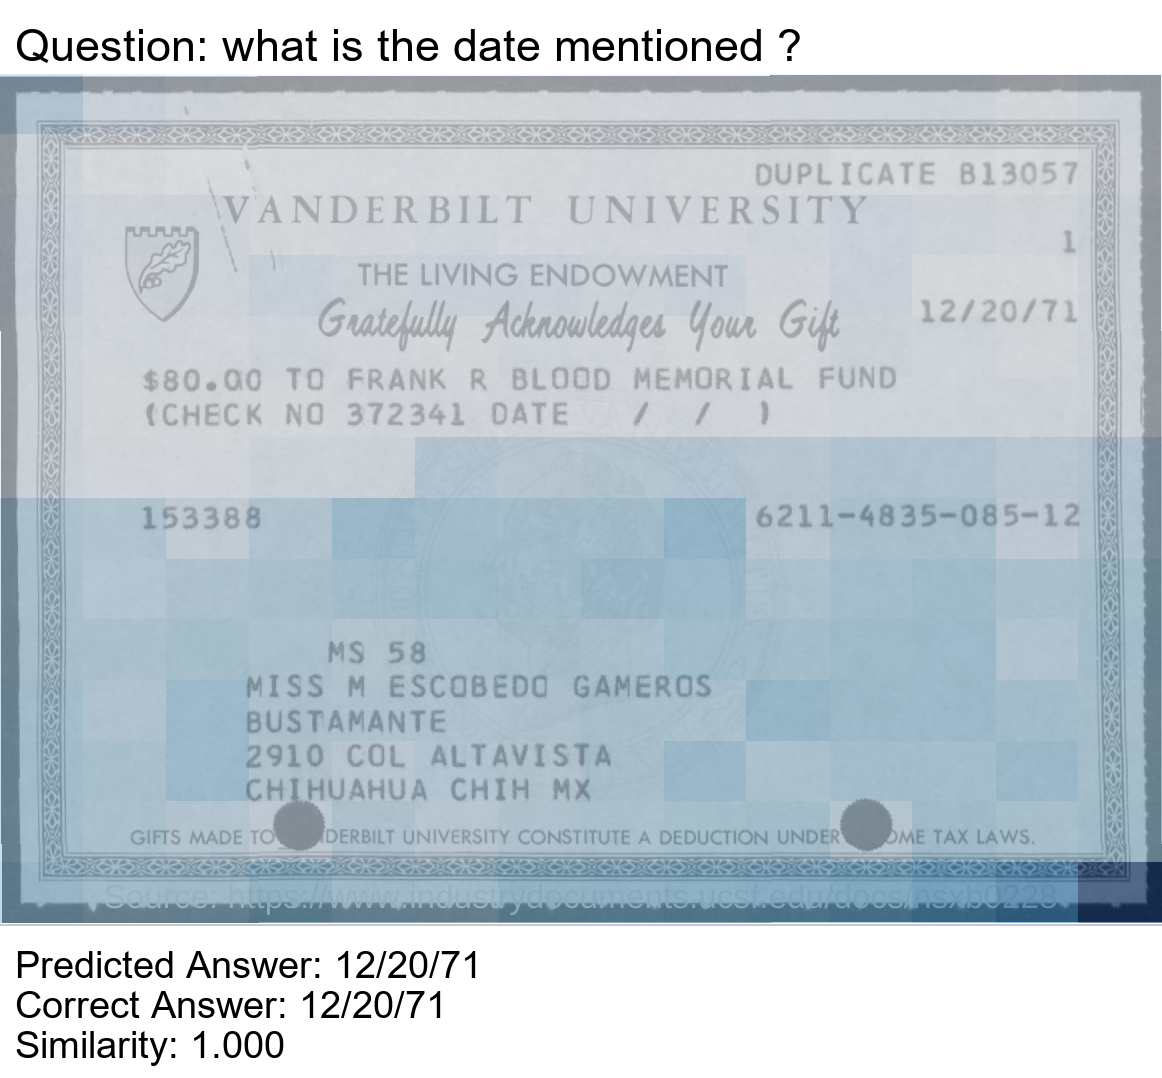 Question: what is the date mentioned ?
DUPLICATE B13057
VANDERBILT UNIVERSITY
1
THE LIVING ENDOWMENT
Gratefully Acknowledges Your Gift 12/20/71
$80.00 TO FRANK R BLOOD MEMORIAL FUND
(CHECK NO 372341 DATE / / )
153388 6211-4835-085-12
MS 58
MISS M ESCOBEDO GAMEROS
BUSTAMANTE
2910 COL ALTAVISTA
CHIHUAHUA CHIH MX
GIFTS MADE TO DERBILT UNIVERSITY CONSTITUTE A DEDUCTION UNDER OME TAX LAWS.
Source: https://www.industrydocuments.ucsf.edu/docs/nsxb0228
Predicted Answer: 12/20/71
Correct Answer: 12/20/71
Similarity: 1.000